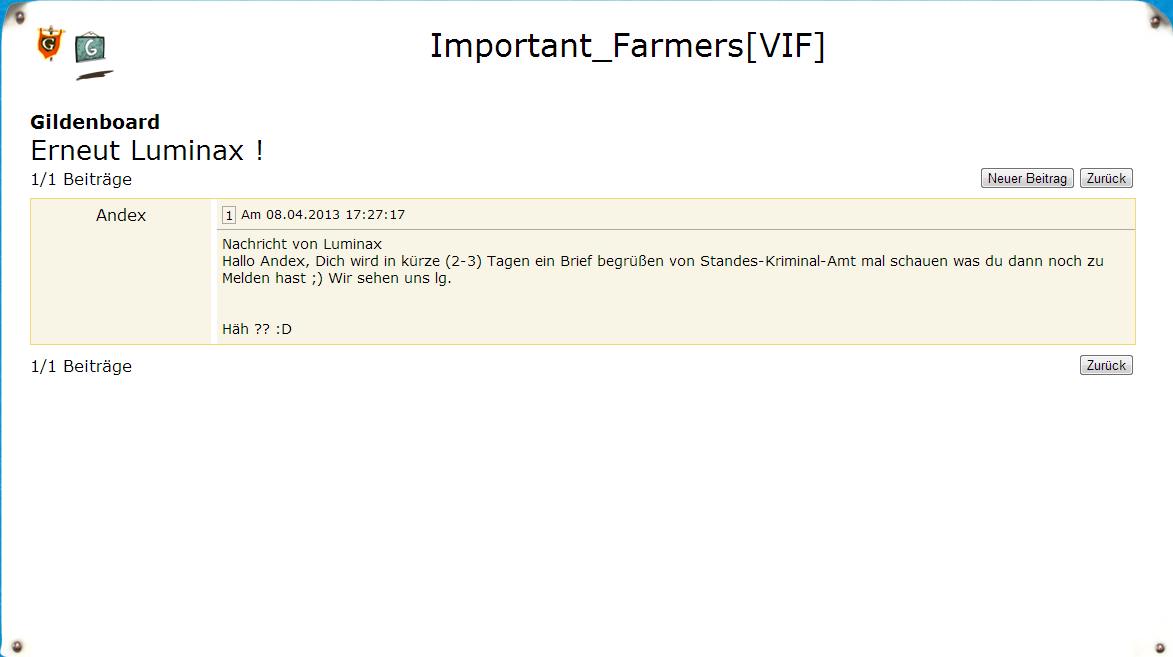 G
G
Important_Farmers[VIF]
Gildenboard
Erneut Luminax !
1/1 Beiträge
Neuer Beitrag
Zurück
Andex
1 Am 08.04.2013 17:27:17
Nachricht von Luminax
Hallo Andex, Dich wird in kürze (2-3) Tagen ein Brief begrüßen von Standes-Kriminal-Amt mal schauen was du dann noch zu
Melden hast ;) Wir sehen uns lg.
Häh ?? :D
1/1 Beiträge
Zurück